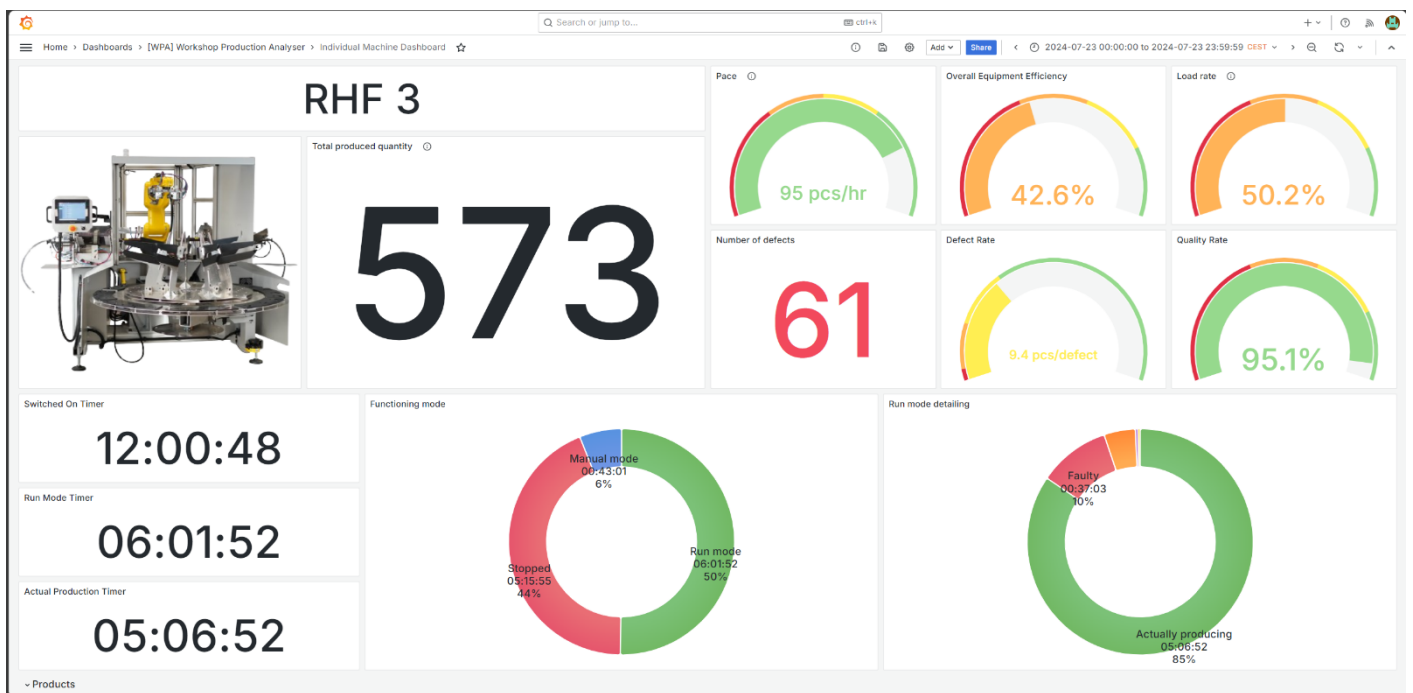 Search or jump to...
ctrl+k
Home › Dashboards › [WPA] Workshop Production Analyser › Individual Machine Dashboard
Add
Share
2024-07-23 00:00:00 to 2024-07-23 23:59:59 CEST
RHF 3
Pace
95 pcs/hr
Overall Equipment Efficiency
42.6%
Load rate
50.2%
Total produced quantity
573
Number of defects
61
Defect Rate
9.4 pcs/defect
Quality Rate
95.1%
Switched On Timer
12:00:48
Run Mode Timer
06:01:52
Actual Production Timer
05:06:52
Functioning mode
Manual mode
00:43:01
6%
Run mode
06:01:52
50%
Stopped
05:15:55
44%
Run mode detailing
Faulty
00:37:03
10%
Actually producing
05:06:52
85%
Products